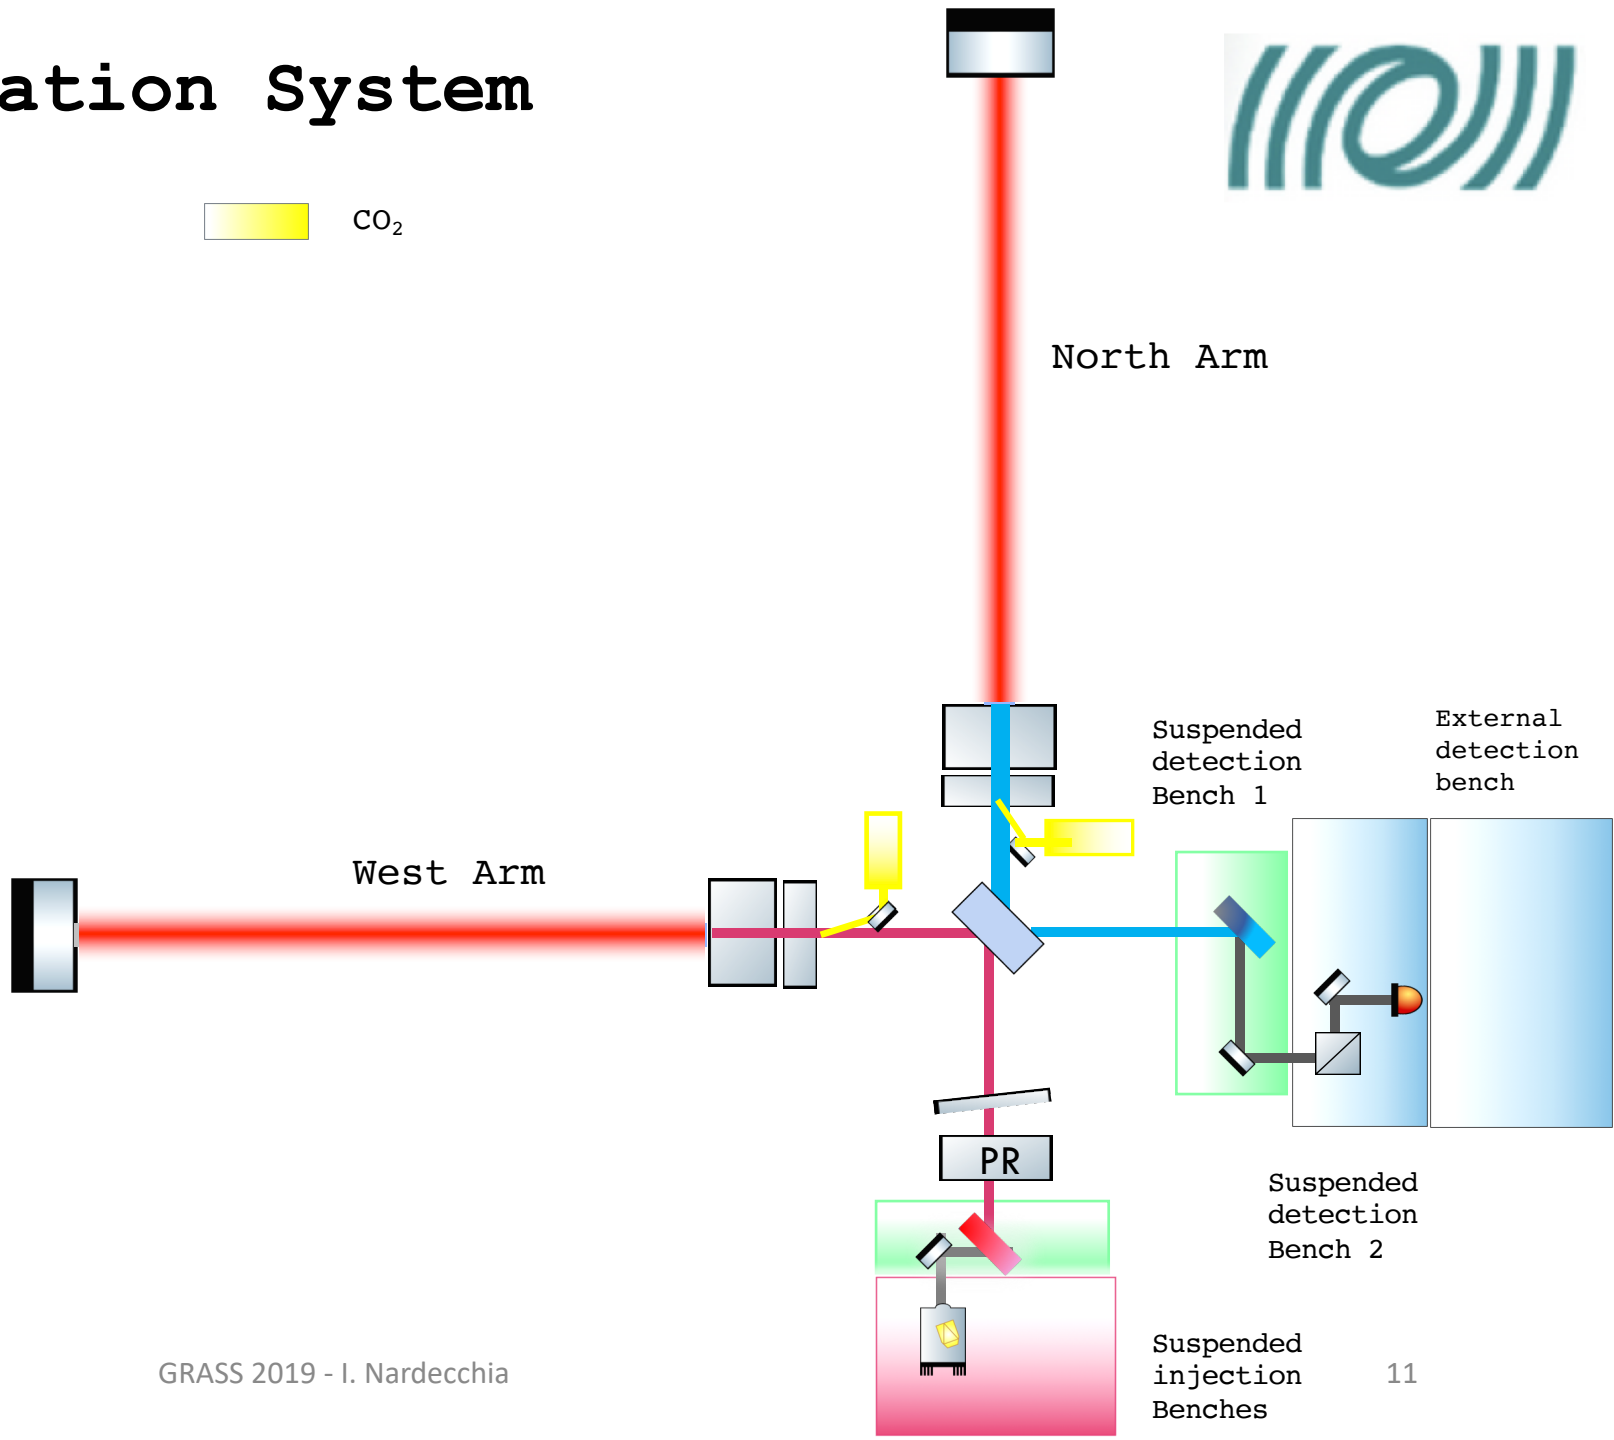 ation System
CO₂
North Arm
Suspended
detection
Bench 1
External
detection
bench
West Arm
PR
Suspended
detection
Bench 2
Suspended
injection
Benches
GRASS 2019 - I. Nardecchia
11